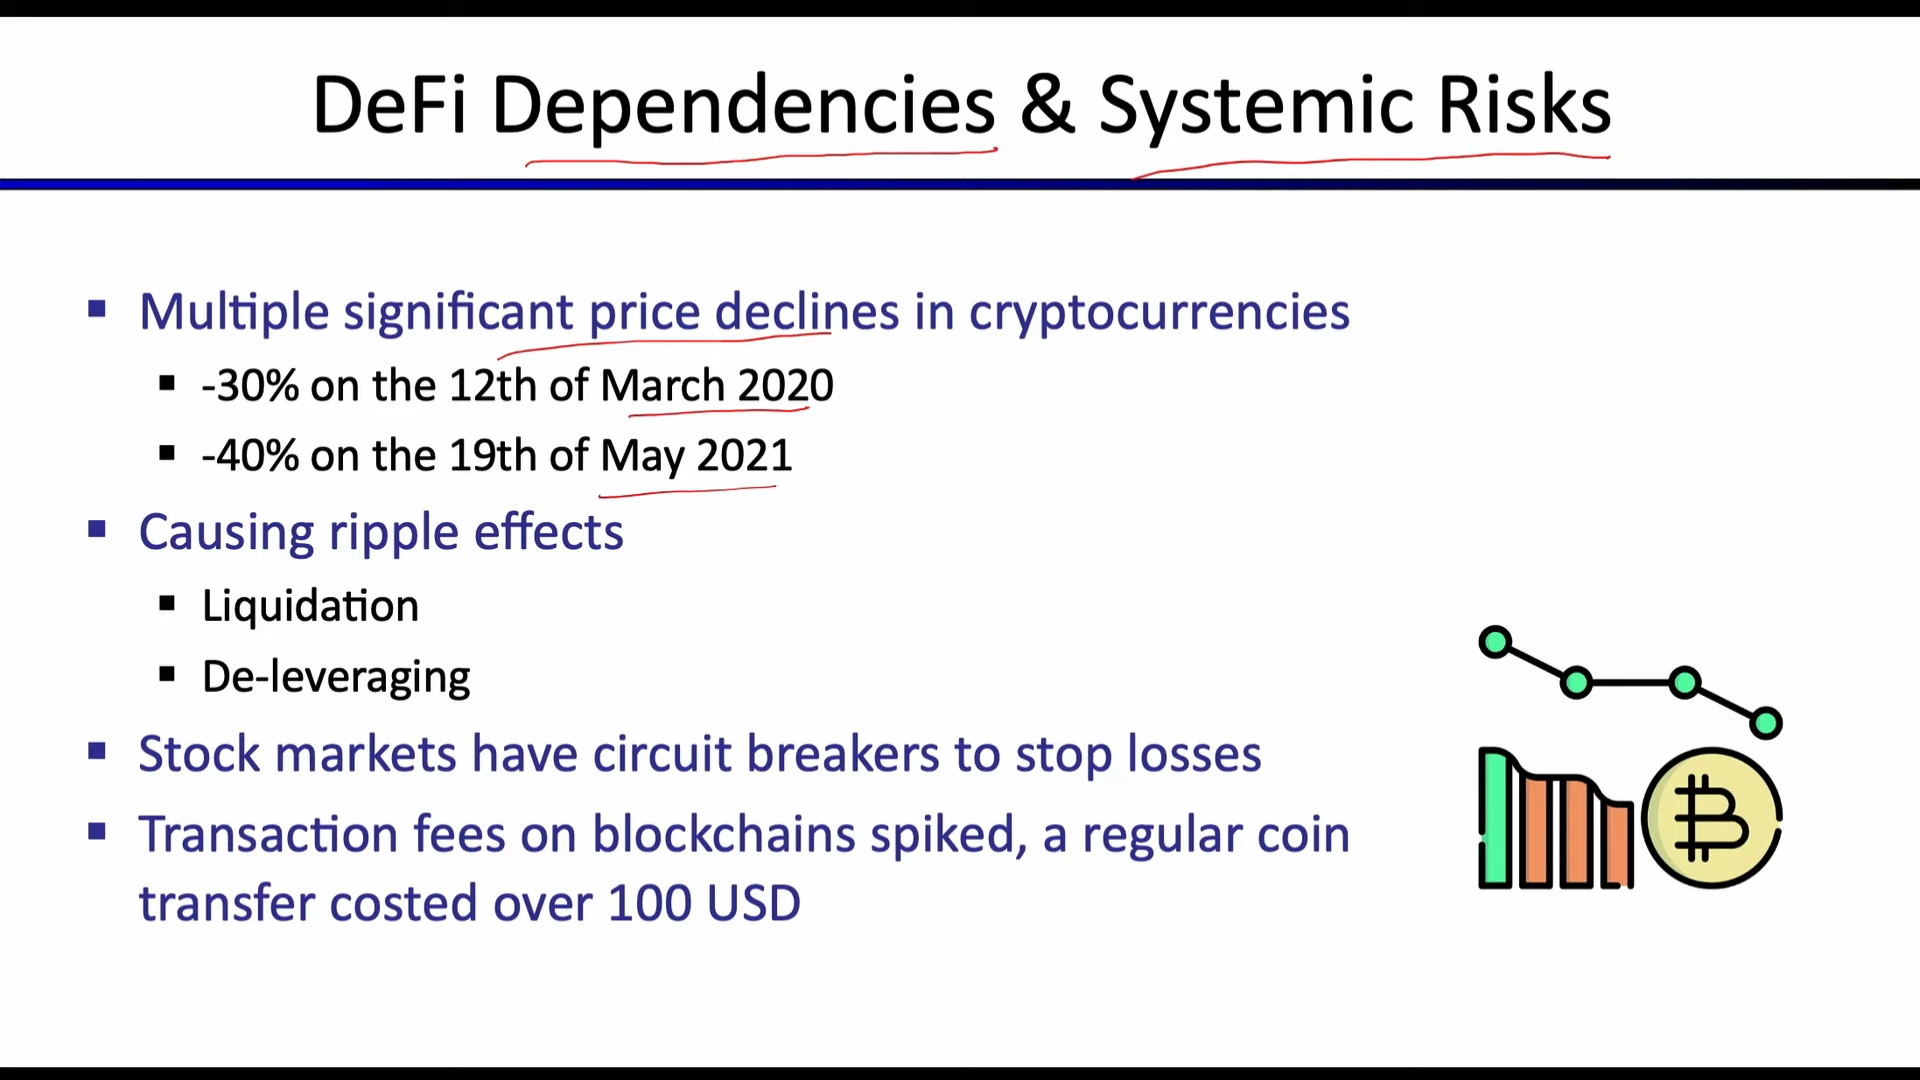 DeFi Dependencies & Systemic Risks
Multiple significant price declines in cryptocurrencies
-30% on the 12th of March 2020
-40% on the 19th of May 2021
Causing ripple effects
Liquidation
De-leveraging
Stock markets have circuit breakers to stop losses
Transaction fees on blockchains spiked, a regular coin
transfer costed over 100 USD